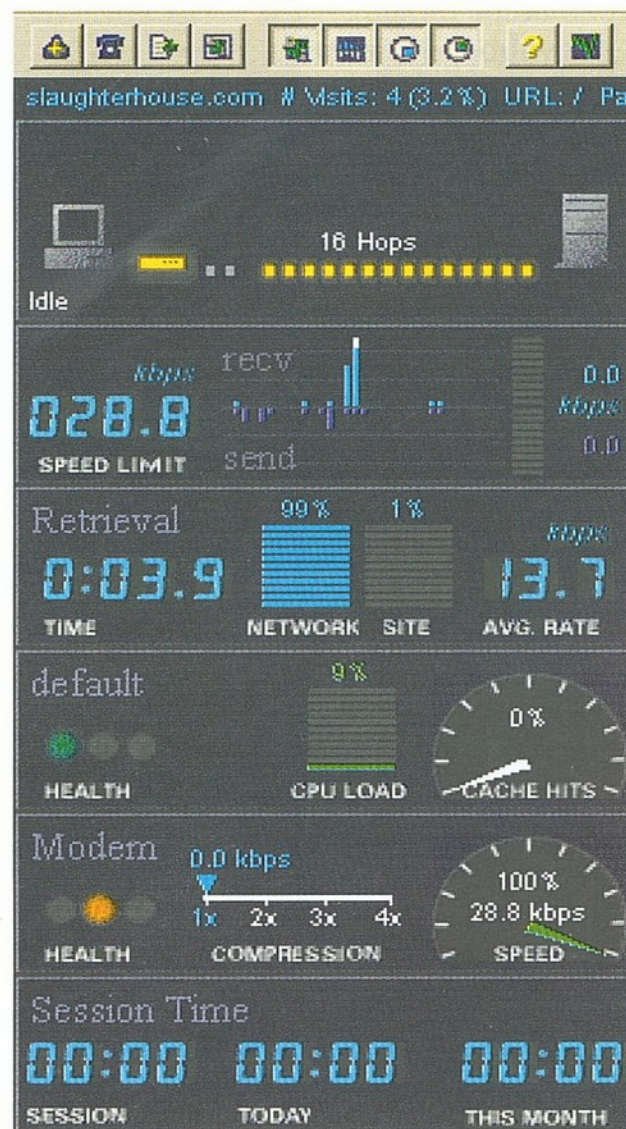 slaughterhouse.com # Visits: 4 (3.2%) URL: / Pa
16 Hops
Idle
kbps recv 0.0
028.8 kbps
SPEED LIMIT send 0.0
Retrieval 99% 1% kbps
0:03.9 13.7
TIME NETWORK SITE AVG. RATE
default 9%
0%
HEALTH CPU LOAD CACHE HITS
Modem 0.0 kbps
100%
1x 2x 3x 4x 28.8 kbps
HEALTH COMPRESSION SPEED
Session Time
00:00 00:00 00:00
SESSION TODAY THIS MONTH